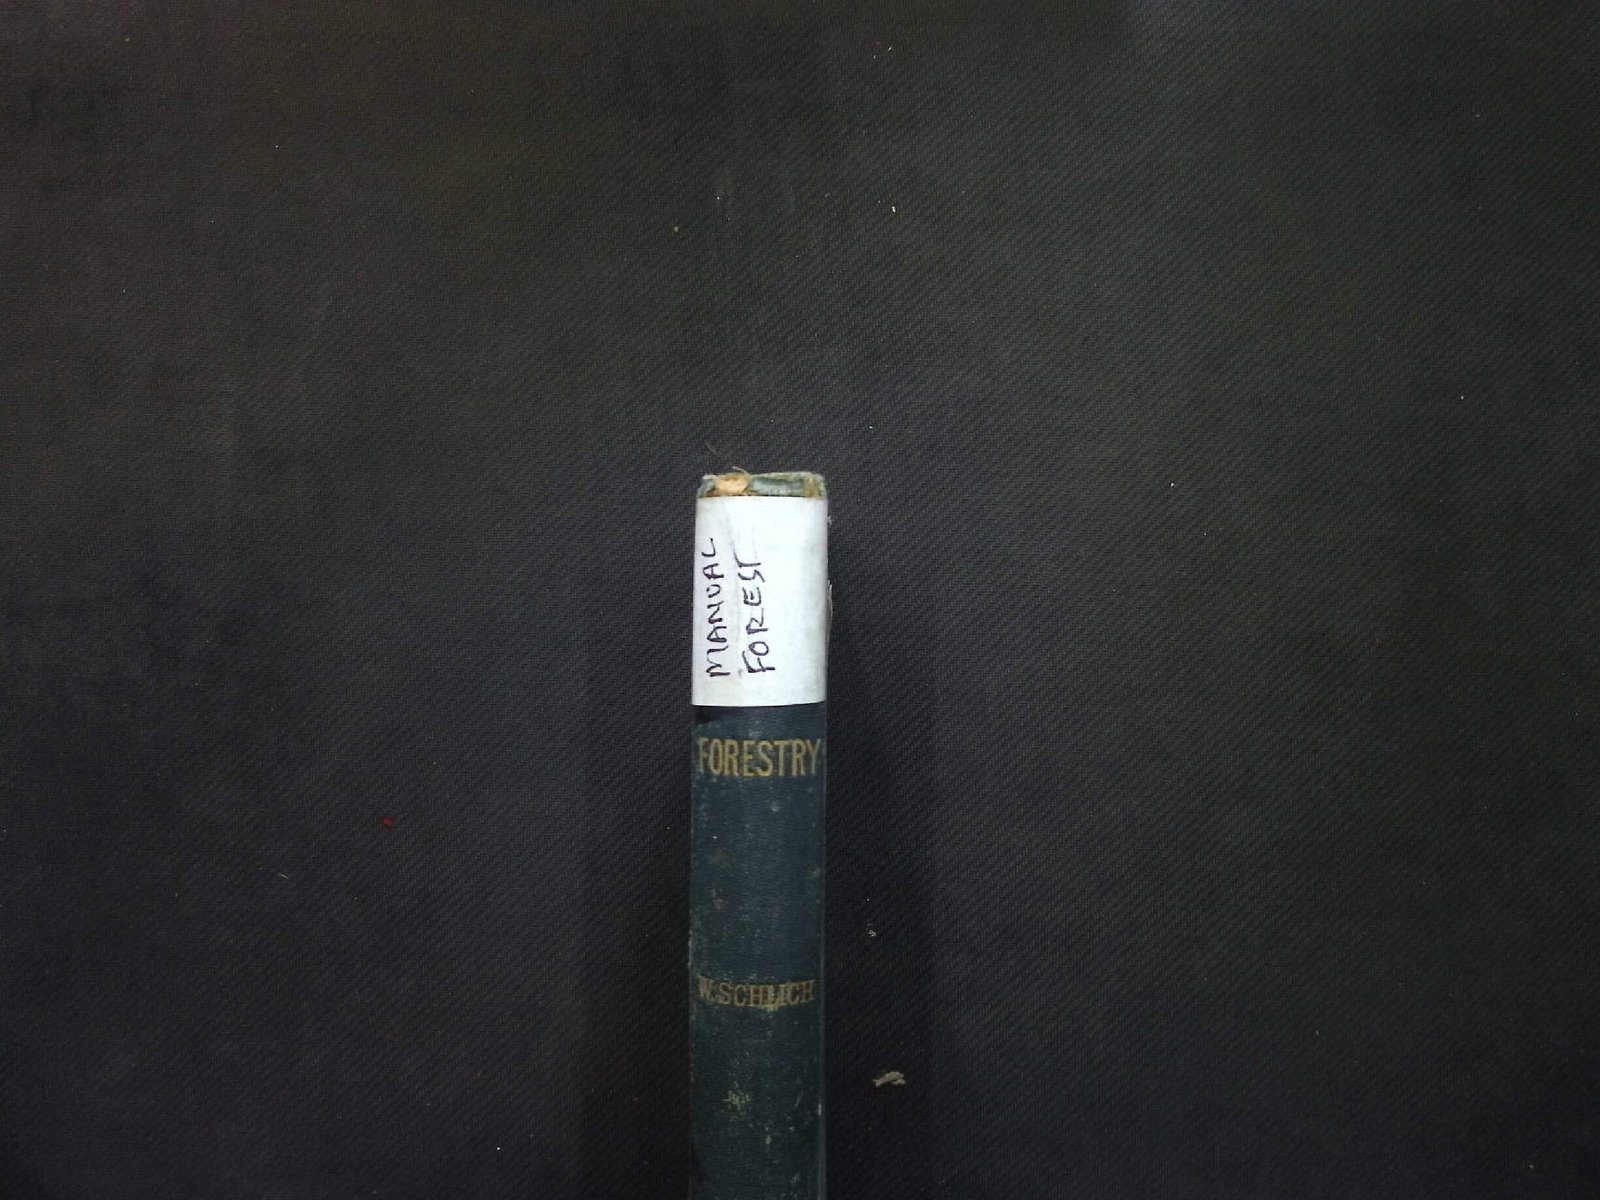 MANUAL
FOREST
FORESTRY
W. SCHLICH